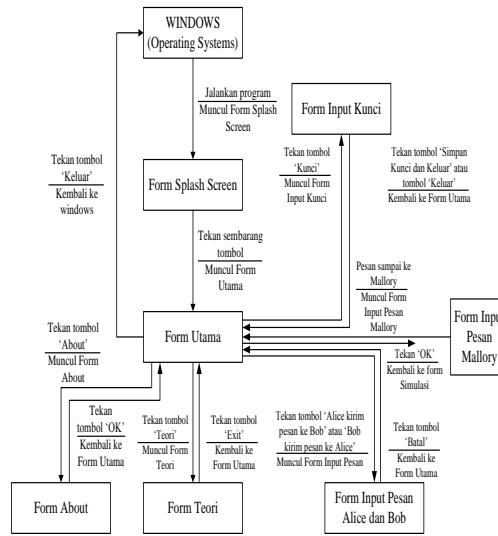 WINDOWS
(Operating Systems)
Jalankan program
Muncul Form Splash
Screen
Form Input Kunci
Tekan tombol
'Keluar'
Kembali ke
windows
Form Splash Screen
Tekan tombol
'Kunci'
Muncul Form
Input Kunci
Tekan tombol 'Simpan
Kunci dan Keluar' atau
tombol 'Keluar'
Kembali ke Form Utama
Tekan sembarang
tombol
Muncul Form
Utama
Pesan sampai ke
Mallory
Muncul Form
Input Pesan
Mallory
Form Utama
Form Input
Pesan
Mallory
Tekan 'OK'
Kembali ke form
Simulasi
Tekan tombol
'About'
Muncul Form
About
Tekan
tombol 'OK'
Kembali ke
Form Utama
Tekan tombol
'Teori'
Muncul Form
Teori
Tekan tombol
'Exit'
Kembali ke
Form Utama
Tekan tombol 'Alice kirim
pesan ke Bob' atau 'Bob
kirim pesan ke Alice'
Muncul Form Input Pesan
Tekan tombol
'Batal'
Kembali ke
Form Utama
Form About
Form Teori
Form Input Pesan
Alice dan Bob